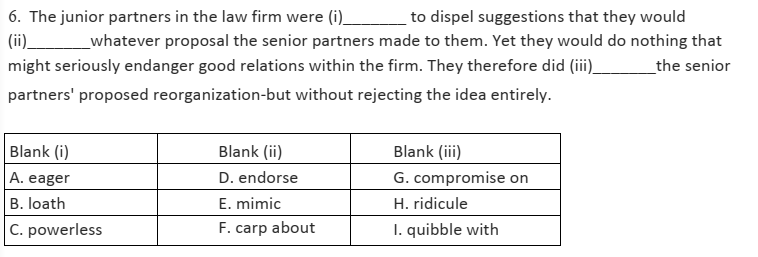 6. The junior partners in the law firm were (i)_______ to dispel suggestions that they would
(ii)_______whatever proposal the senior partners made to them. Yet they would do nothing that
might seriously endanger good relations within the firm. They therefore did (iii)_______the senior
partners' proposed reorganization-but without rejecting the idea entirely.
Blank (i) Blank (ii) Blank (iii)
A. eager D. endorse G. compromise on
B. loath E. mimic H. ridicule
C. powerless F. carp about I. quibble with